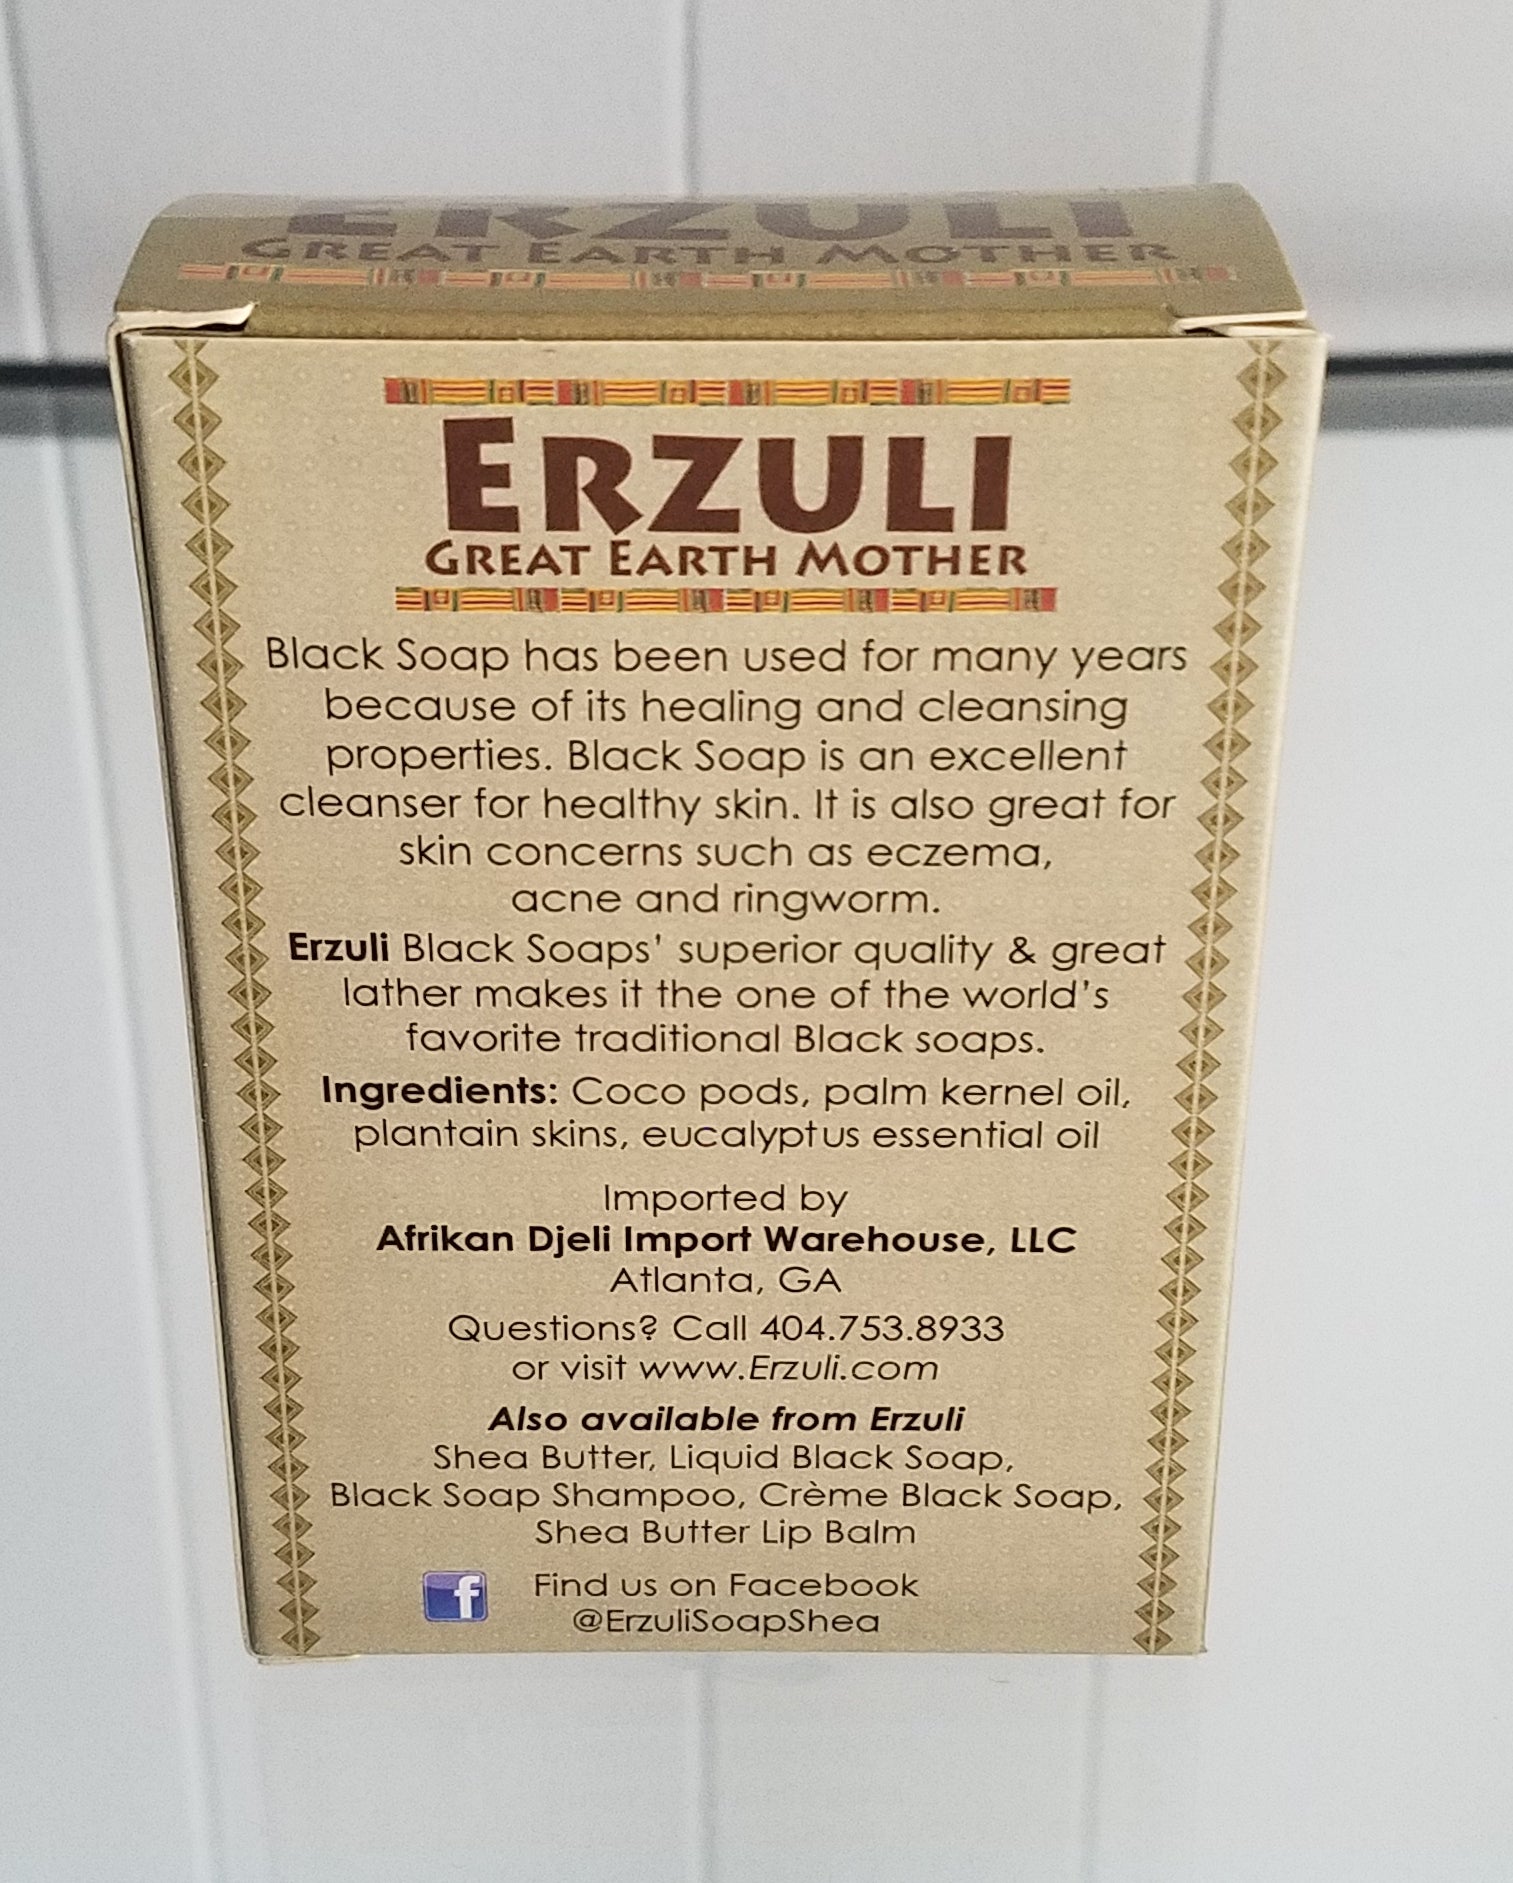 ERZULI
GREAT EARTH MOTHER
ERZULI
GREAT EARTH MOTHER
Black Soap has been used for many years
because of its healing and cleansing
properties. Black Soap is an excellent
cleanser for healthy skin. It is also great for
skin concerns such as eczema,
acne and ringworm.
Erzuli Black Soaps' superior quality & great
lather makes it the one of the world's
favorite traditional Black soaps.
Ingredients: Coco pods, palm kernel oil,
plantain skins, eucalyptus essential oil
Imported by
Afrikan Djeli Import Warehouse, LLC
Atlanta, GA
Questions? Call 404.753.8933
or visit www.Erzuli.com
Also available from Erzuli
Shea Butter, Liquid Black Soap,
Black Soap Shampoo, Crème Black Soap,
Shea Butter Lip Balm
f Find us on Facebook
@ErzuliSoapShea